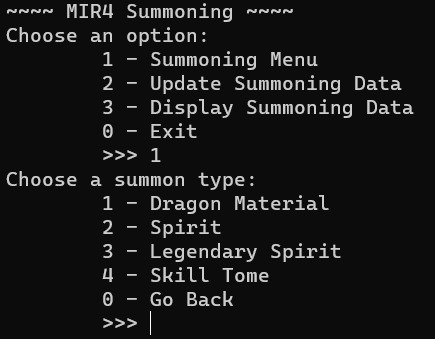 ~~~~ MIR4 Summoning ~~~~
Choose an option:
        1 - Summoning Menu
        2 - Update Summoning Data
        3 - Display Summoning Data
        0 - Exit
        >>> 1
Choose a summon type:
        1 - Dragon Material
        2 - Spirit
        3 - Legendary Spirit
        4 - Skill Tome
        0 - Go Back
        >>>